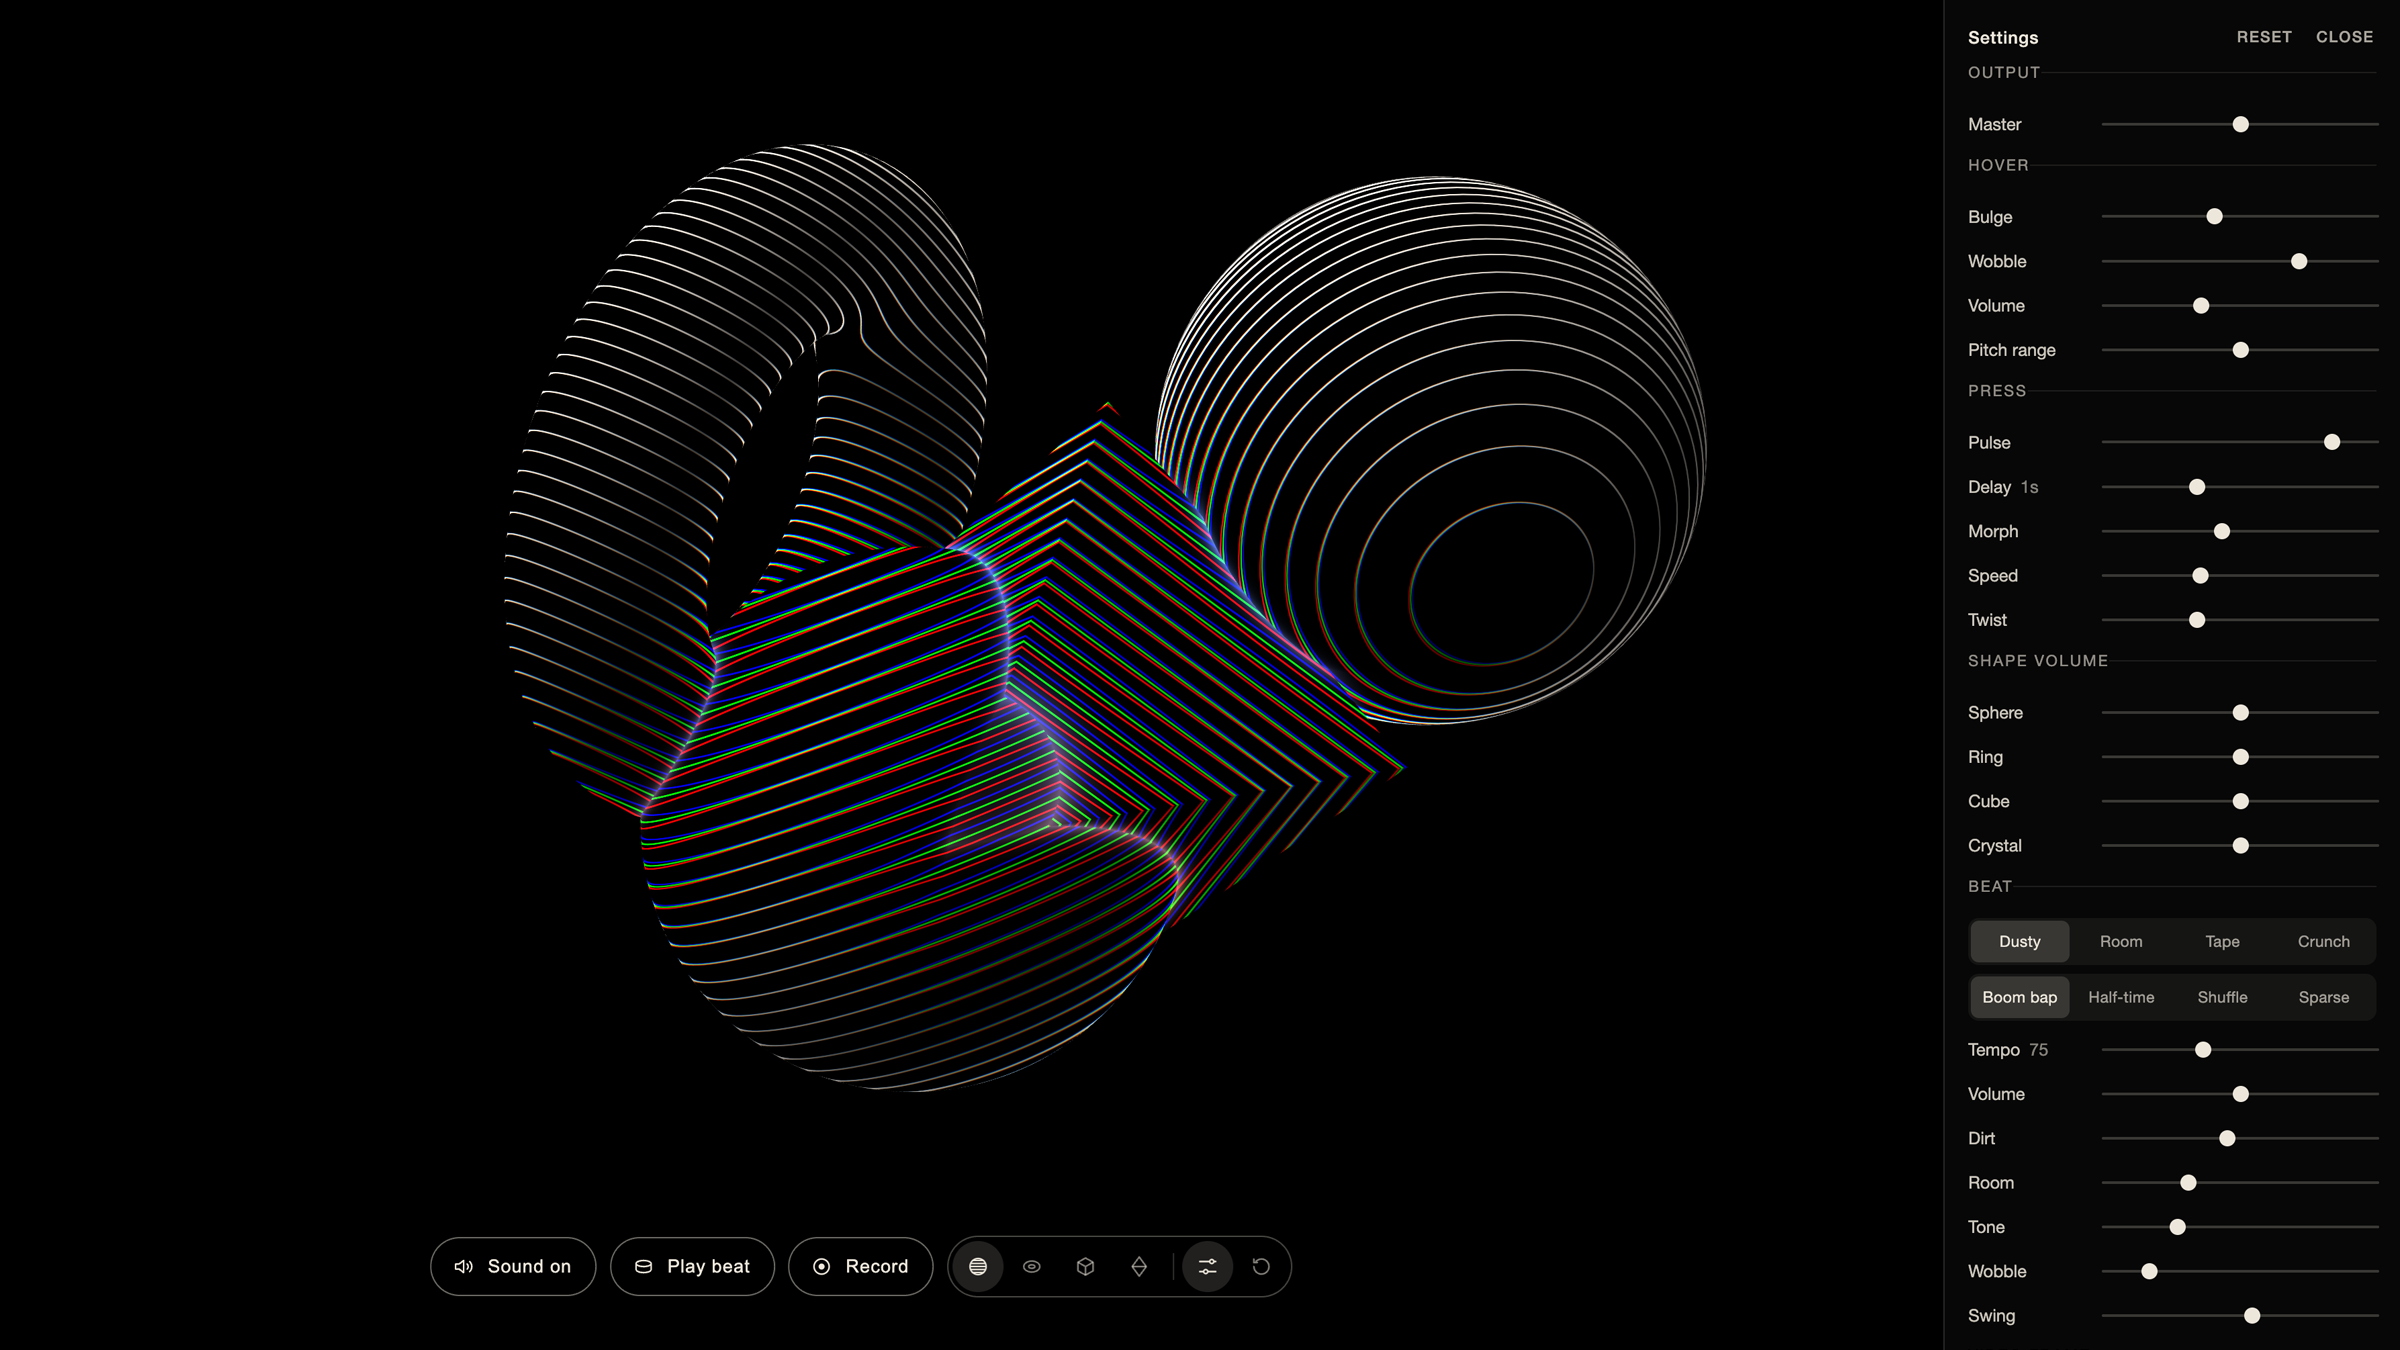 Settings RESET CLOSE
OUTPUT
Master
HOVER
Bulge
Wobble
Volume
Pitch range
PRESS
Pulse
Delay 1s
Morph
Speed
Twist
SHAPE VOLUME
Sphere
Ring
Cube
Crystal
BEAT
Dusty Room Tape Crunch
Boom bap Half-time Shuffle Sparse
Tempo 75
Volume
Dirt
Room
Tone
Wobble
Swing
Sound on Play beat Record